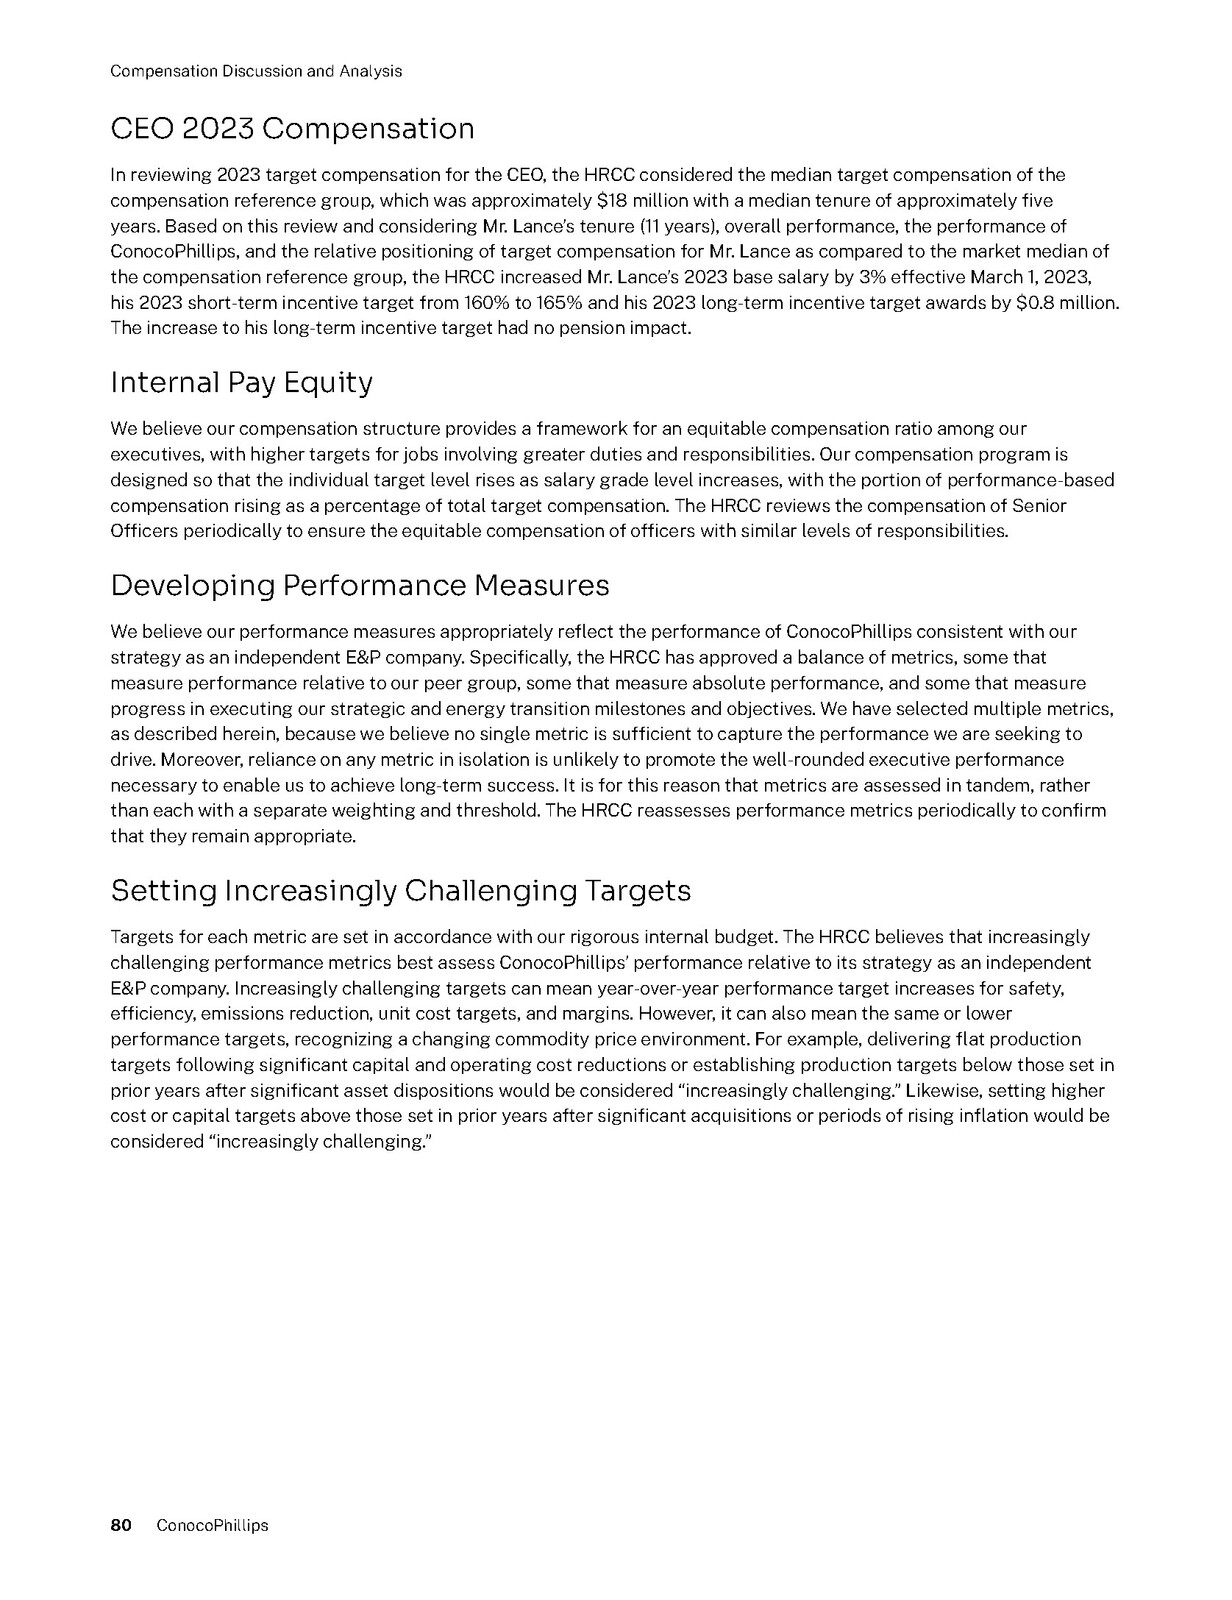 Compensation Discussion and Analysis
CEO 2023 Compensation
In reviewing 2023 target compensation for the CEO, the HRCC considered the median target compensation of the
compensation reference group, which was approximately $18 million with a median tenure of approximately five
years. Based on this review and considering Mr. Lance's tenure (11 years), overall performance, the performance of
ConocoPhillips, and the relative positioning of target compensation for Mr. Lance as compared to the market median of
the compensation reference group, the HRCC increased Mr. Lance's 2023 base salary by 3% effective March 1, 2023,
his 2023 short-term incentive target from 160% to 165% and his 2023 long-term incentive target awards by $0.8 million.
The increase to his long-term incentive target had no pension impact.
Internal Pay Equity
We believe our compensation structure provides a framework for an equitable compensation ratio among our
executives, with higher targets for jobs involving greater duties and responsibilities. Our compensation program is
designed so that the individual target level rises as salary grade level increases, with the portion of performance-based
compensation rising as a percentage of total target compensation. The HRCC reviews the compensation of Senior
Officers periodically to ensure the equitable compensation of officers with similar levels of responsibilities.
Developing Performance Measures
We believe our performance measures appropriately reflect the performance of ConocoPhillips consistent with our
strategy as an independent E&P company. Specifically, the HRCC has approved a balance of metrics, some that
measure performance relative to our peer group, some that measure absolute performance, and some that measure
progress in executing our strategic and energy transition milestones and objectives. We have selected multiple metrics,
as described herein, because we believe no single metric is sufficient to capture the performance we are seeking to
drive. Moreover, reliance on any metric in isolation is unlikely to promote the well-rounded executive performance
necessary to enable us to achieve long-term success. It is for this reason that metrics are assessed in tandem, rather
than each with a separate weighting and threshold. The HRCC reassesses performance metrics periodically to confirm
that they remain appropriate.
Setting Increasingly Challenging Targets
Targets for each metric are set in accordance with our rigorous internal budget. The HRCC believes that increasingly
challenging performance metrics best assess ConocoPhillips' performance relative to its strategy as an independent
E&P company. Increasingly challenging targets can mean year-over-year performance target increases for safety,
efficiency, emissions reduction, unit cost targets, and margins. However, it can also mean the same or lower
performance targets, recognizing a changing commodity price environment. For example, delivering flat production
targets following significant capital and operating cost reductions or establishing production targets below those set in
prior years after significant asset dispositions would be considered “increasingly challenging.” Likewise, setting higher
cost or capital targets above those set in prior years after significant acquisitions or periods of rising inflation would be
considered “increasingly challenging.”
80 ConocoPhillips